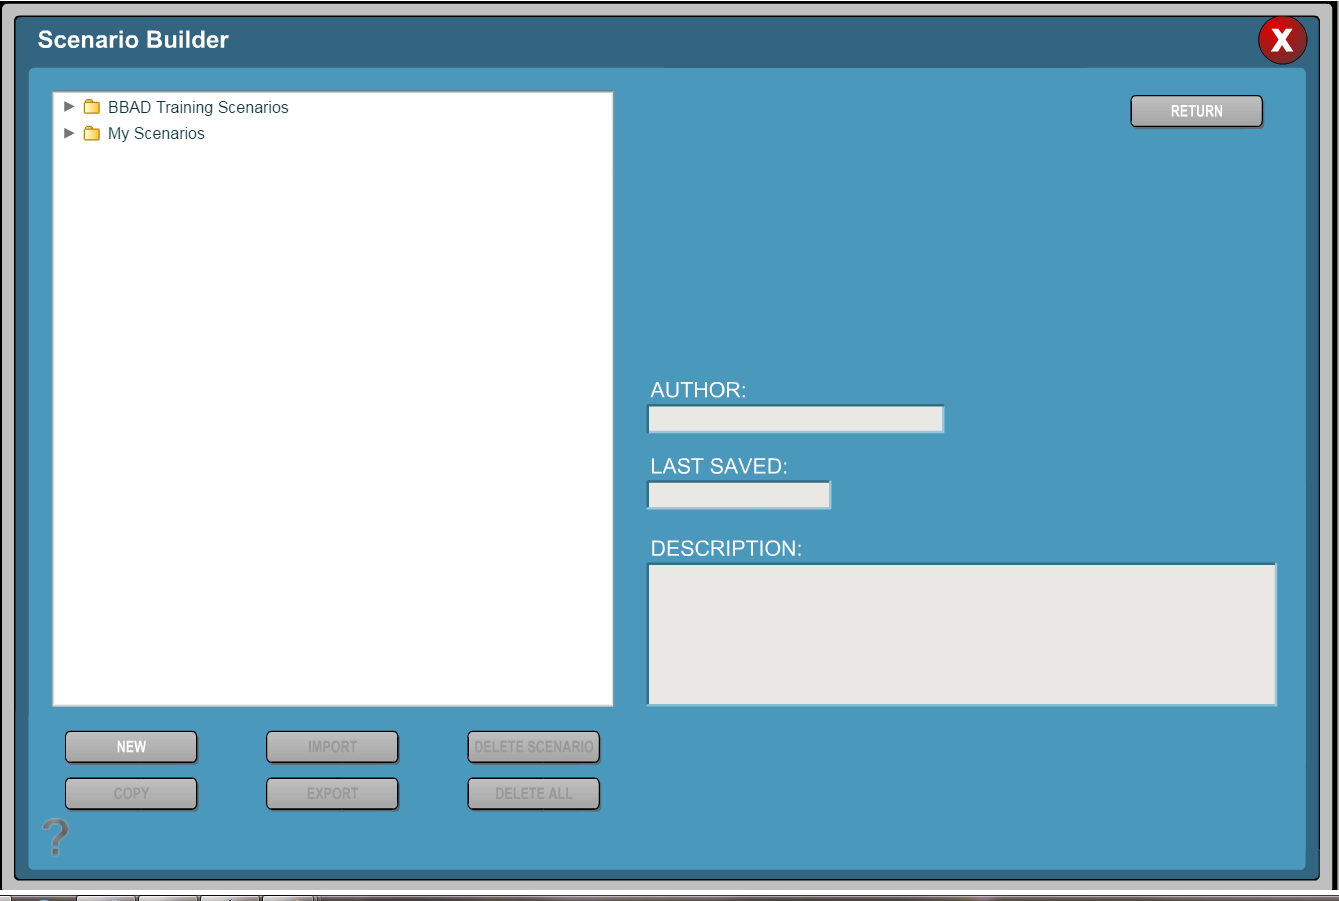 Scenario Builder
X
BBAD Training Scenarios
My Scenarios
RETURN
AUTHOR:
LAST SAVED:
DESCRIPTION:
NEW
IMPORT
DELETE SCENARIO
COPY
EXPORT
DELETE ALL
?